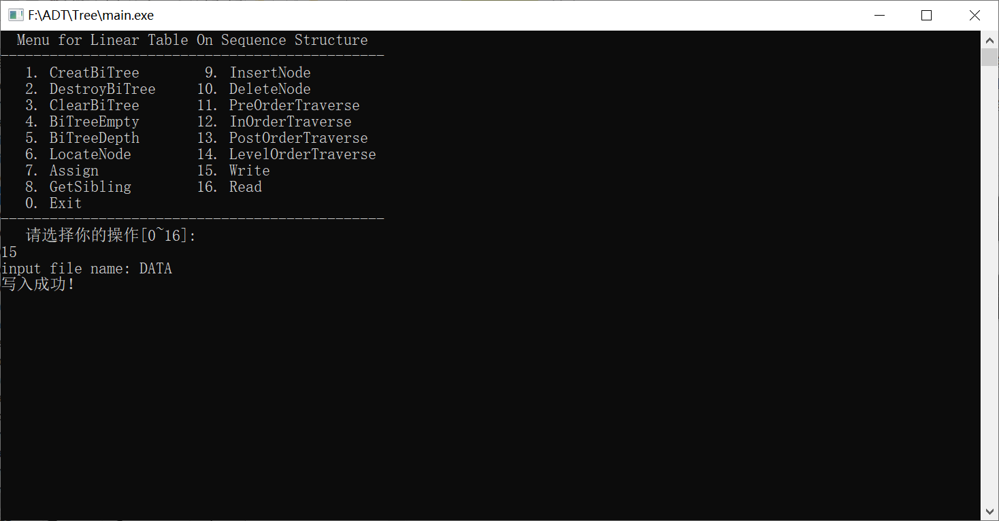 F:\ADT\Tree\main.exe
Menu for Linear Table On Sequence Structure
-----------------------------------------------
1. CreatBiTree 9. InsertNode
2. DestroyBiTree 10. DeleteNode
3. ClearBiTree 11. PreOrderTraverse
4. BiTreeEmpty 12. InOrderTraverse
5. BiTreeDepth 13. PostOrderTraverse
6. LocateNode 14. LevelOrderTraverse
7. Assign 15. Write
8. GetSibling 16. Read
0. Exit
-----------------------------------------------
请选择你的操作[0~16]:
15
input file name: DATA
写入成功!